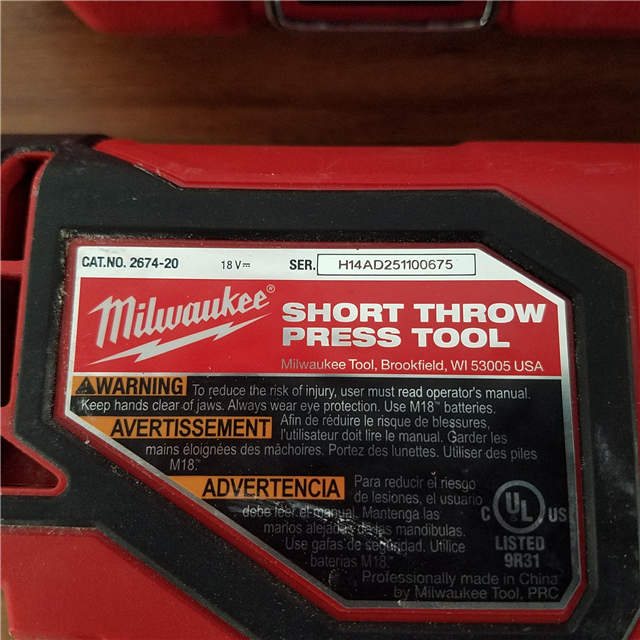 CAT.NO. 2674-20 18 V⎓ SER. H14AD251100675
Milwaukee®
SHORT THROW
PRESS TOOL
Milwaukee Tool, Brookfield, WI 53005 USA
WARNING To reduce the risk of injury, user must read operator's manual.
Keep hands clear of jaws. Always wear eye protection. Use M18™ batteries.
AVERTISSEMENT Afin de réduire le risque de blessures,
l'utilisateur doit lire le manuel. Garder les
mains éloignées des mâchoires. Portez des lunettes. Utiliser des piles
M18.™
ADVERTENCIA Para reducir el riesgo
de lesiones, el usuario
debe leer el manual. Mantenga las
manos alejadas de las mandibulas.
Use gafas de seguridad. Utilice
baterias M18.™
C UL US
LISTED
9R31
Professionally made in China
by Milwaukee Tool, PRC